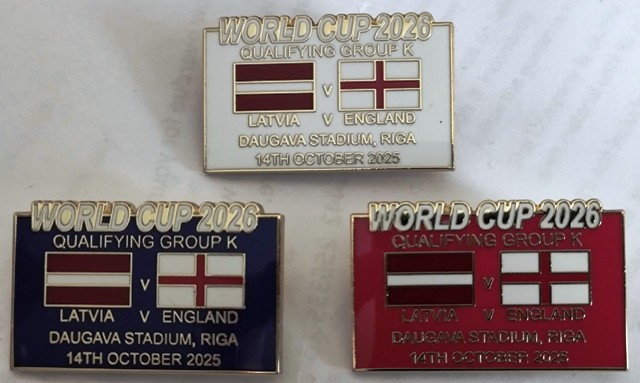 WORLD CUP 2026
QUALIFYING GROUP K
V
LATVIA V ENGLAND
DAUGAVA STADIUM, RIGA
14TH OCTOBER 2025
WORLD CUP 2026
QUALIFYING GROUP K
V
LATVIA V ENGLAND
DAUGAVA STADIUM, RIGA
14TH OCTOBER 2025
WORLD CUP 2026
QUALIFYING GROUP K
V
LATVIA V ENGLAND
DAUGAVA STADIUM, RIGA
14TH OCTOBER 2025